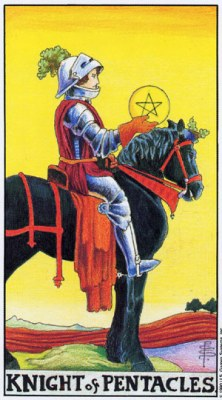 KNIGHT of PENTACLES.